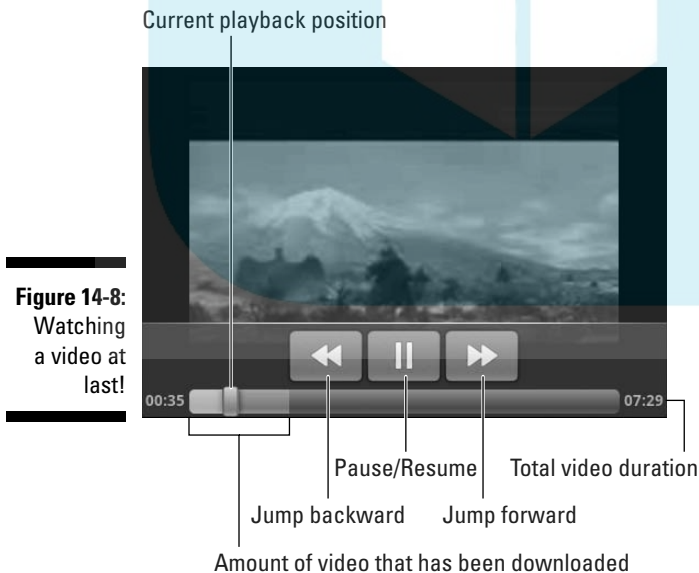 Current playback position
Figure 14-8:
Watching
a video at
last!
00:35
07:29
Pause/Resume
Total video duration
Jump backward
Jump forward
Amount of video that has been downloaded